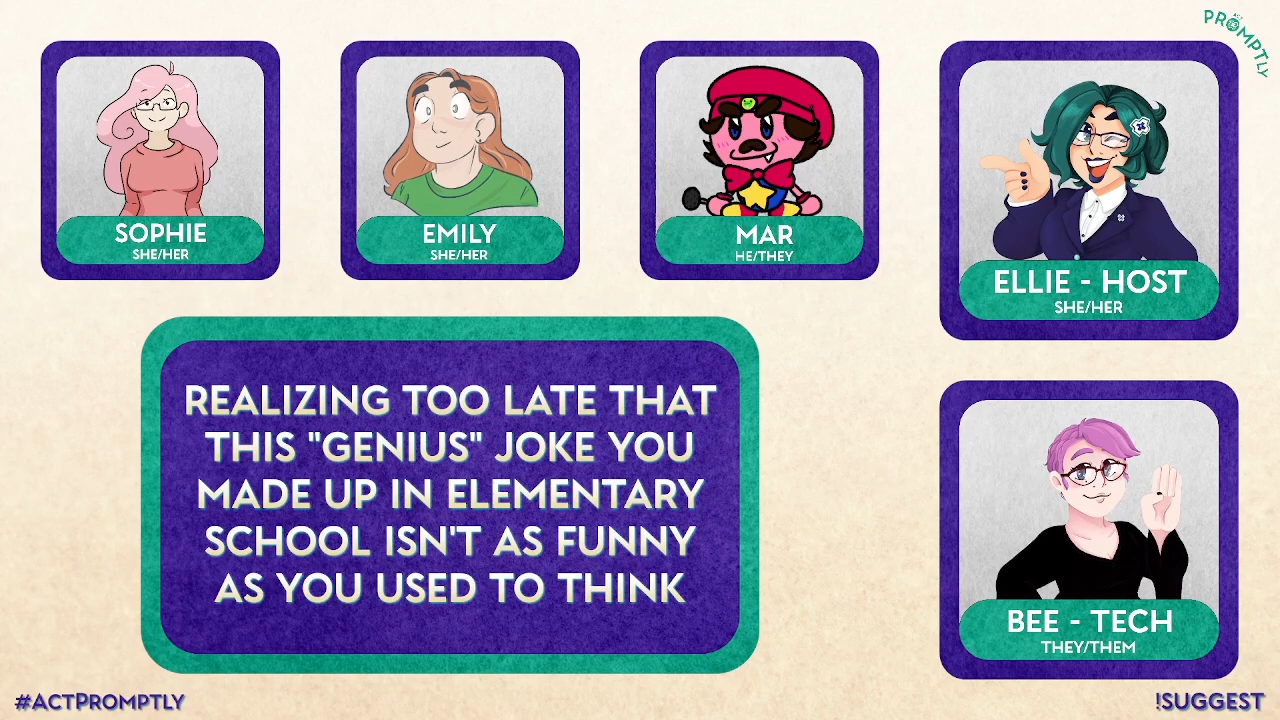 ACT
PROMPTLY
SOPHIE
SHE/HER
EMILY
SHE/HER
MAR
HE/THEY
ELLIE - HOST
SHE/HER
REALIZING TOO LATE THAT
THIS "GENIUS" JOKE YOU
MADE UP IN ELEMENTARY
SCHOOL ISN'T AS FUNNY
AS YOU USED TO THINK
BEE - TECH
THEY/THEM
#ACTPROMPTLY
!SUGGEST